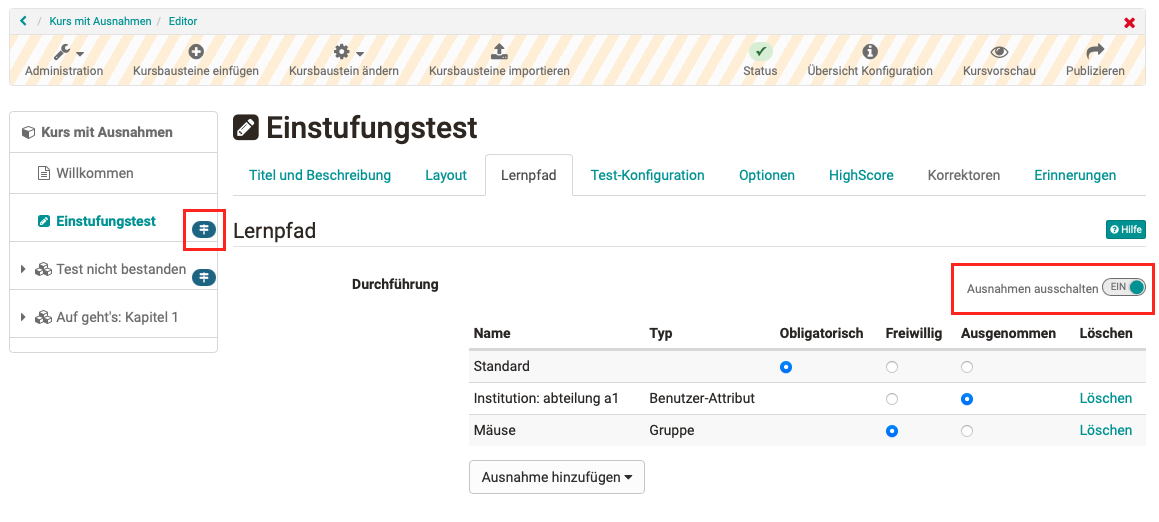 / Kurs mit Ausnahmen / Editor
Administration Kursbausteine einfügen Kursbaustein ändern Kursbausteine importieren Status Übersicht Konfiguration Kursvorschau Publizieren
Kurs mit Ausnahmen
Willkommen
Einstufungstest
Test nicht bestanden
Auf geht's: Kapitel 1
Einstufungstest
Titel und Beschreibung Layout Lernpfad Test-Konfiguration Optionen HighScore Korrektoren Erinnerungen
Lernpfad
Hilfe
Durchführung
Ausnahmen ausschalten EIN
Name Typ Obligatorisch Freiwillig Ausgenommen Löschen
Standard
Institution: abteilung a1 Benutzer-Attribut Löschen
Mäuse Gruppe Löschen
Ausnahme hinzufügen